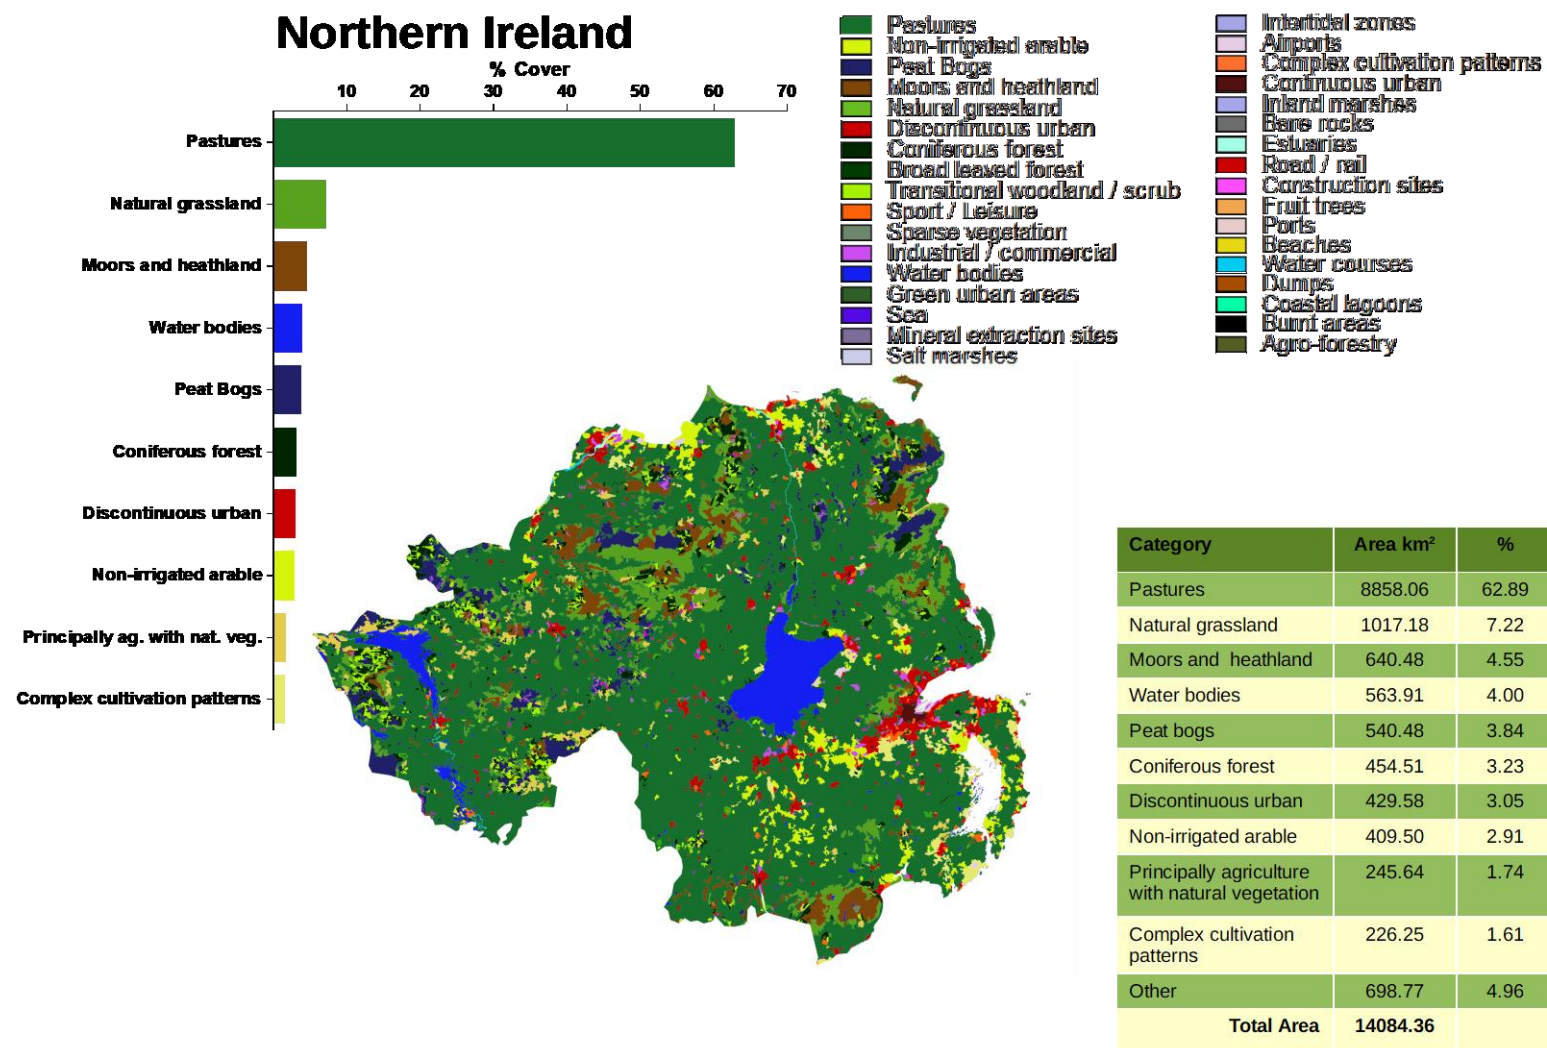 Northern Ireland
% Cover
10 20 30 40 50 60 70
Pastures
Natural grassland
Moors and heathland
Water bodies
Peat Bogs
Coniferous forest
Discontinuous urban
Non-irrigated arable
Principally ag. with nat. veg.
Complex cultivation patterns
Pastures
Non-irrigated arable
Peat Bogs
Moors and heathland
Natural grassland
Discontinuous urban
Coniferous forest
Broad leaved forest
Transitional woodland / scrub
Sport / Leisure
Sparse vegetation
Industrial / commercial
Water bodies
Green urban areas
Sea
Mineral extraction sites
Salt marshes
Intertidal zones
Airports
Complex cultivation patterns
Continuous urban
Inland marshes
Bare rocks
Estuaries
Road / rail
Construction sites
Fruit trees
Ports
Beaches
Water courses
Dumps
Coastal lagoons
Burnt areas
Agro-forestry
Category Area km² %
Pastures 8858.06 62.89
Natural grassland 1017.18 7.22
Moors and heathland 640.48 4.55
Water bodies 563.91 4.00
Peat bogs 540.48 3.84
Coniferous forest 454.51 3.23
Discontinuous urban 429.58 3.05
Non-irrigated arable 409.50 2.91
Principally agriculture 245.64 1.74
with natural vegetation
Complex cultivation 226.25 1.61
patterns
Other 698.77 4.96
Total Area 14084.36